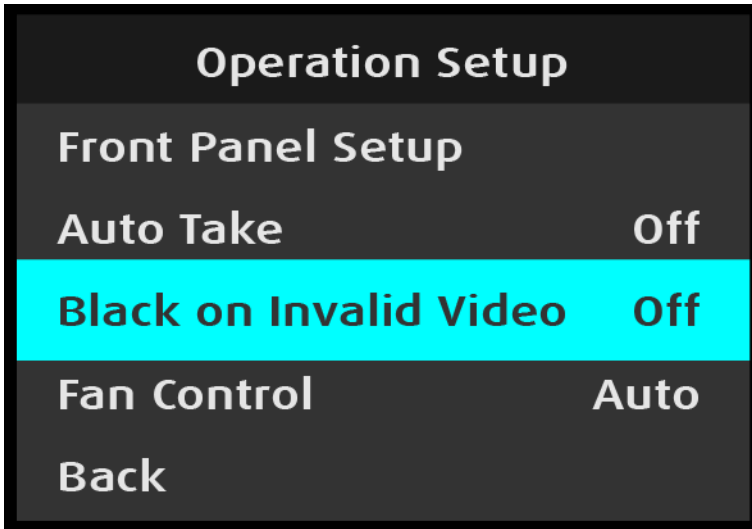 Operation Setup
Front Panel Setup
Auto Take Off
Black on Invalid Video Off
Fan Control Auto
Back